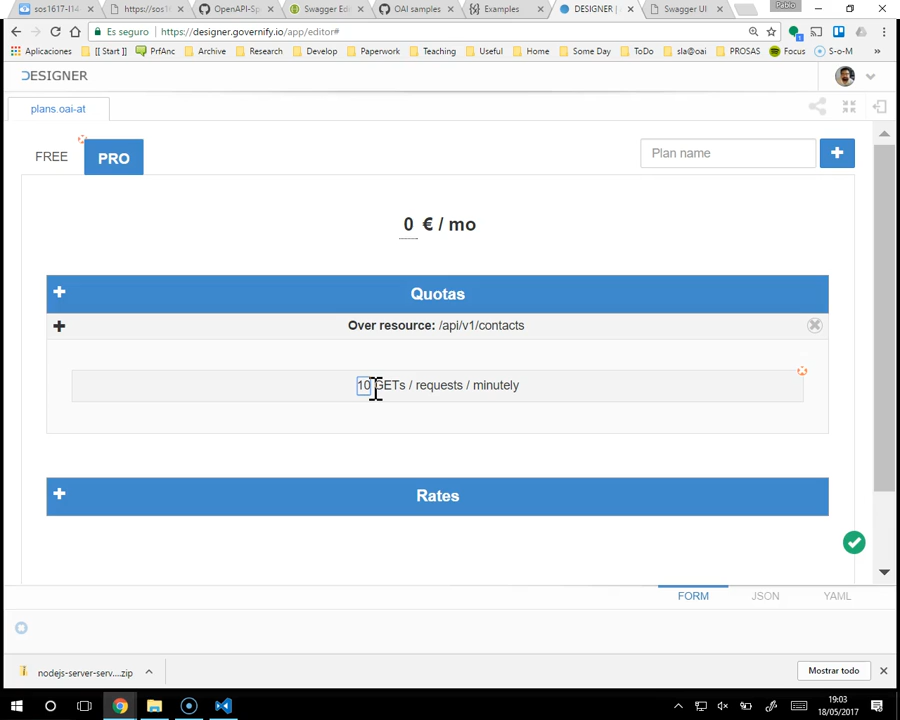 sos1617-l14
https://sos1
OpenAPI-Sp
Swagger Edi
OAI samples
Examples
DESIGNER |
Swagger UI
Pablo
Es seguro
https://designer.governify.io/app/editor#
Aplicaciones
[[ Start ]]
PrfAnc
Archive
Research
Develop
Paperwork
Teaching
Useful
Home
Some Day
ToDo
sla@oai
PROSAS
Focus
S-o-M
»
DESIGNER
plans.oai-at
FREE
PRO
Plan name
+
0 € / mo
+ Quotas
+ Over resource: /api/v1/contacts
10 GETs / requests / minutely
+ Rates
FORM
JSON
YAML
nodejs-server-serv....zip
Mostrar todo
19:03
18/05/2017